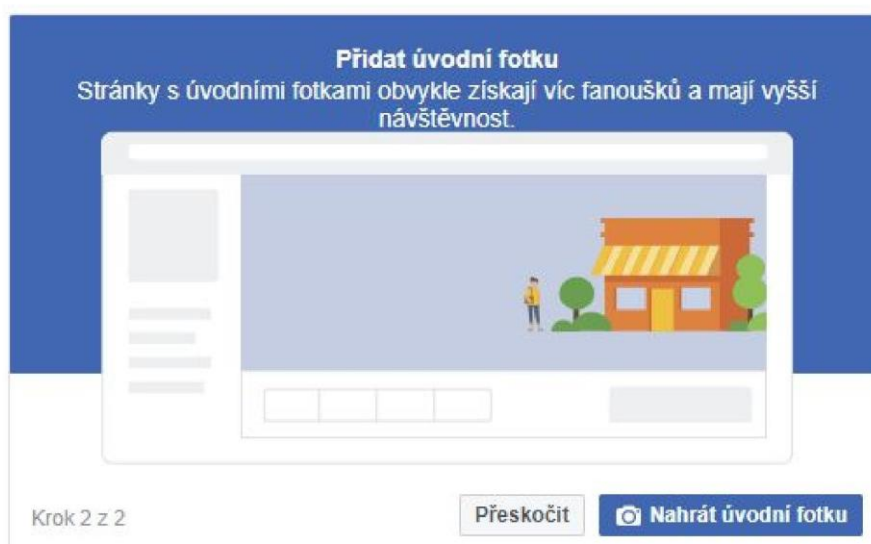 Přidat úvodní fotku
Stránky s úvodními fotkami obvykle získají víc fanoušků a mají vyšší
návštěvnost.
Krok 2 z 2
Přeskočit
Nahrát úvodní fotku